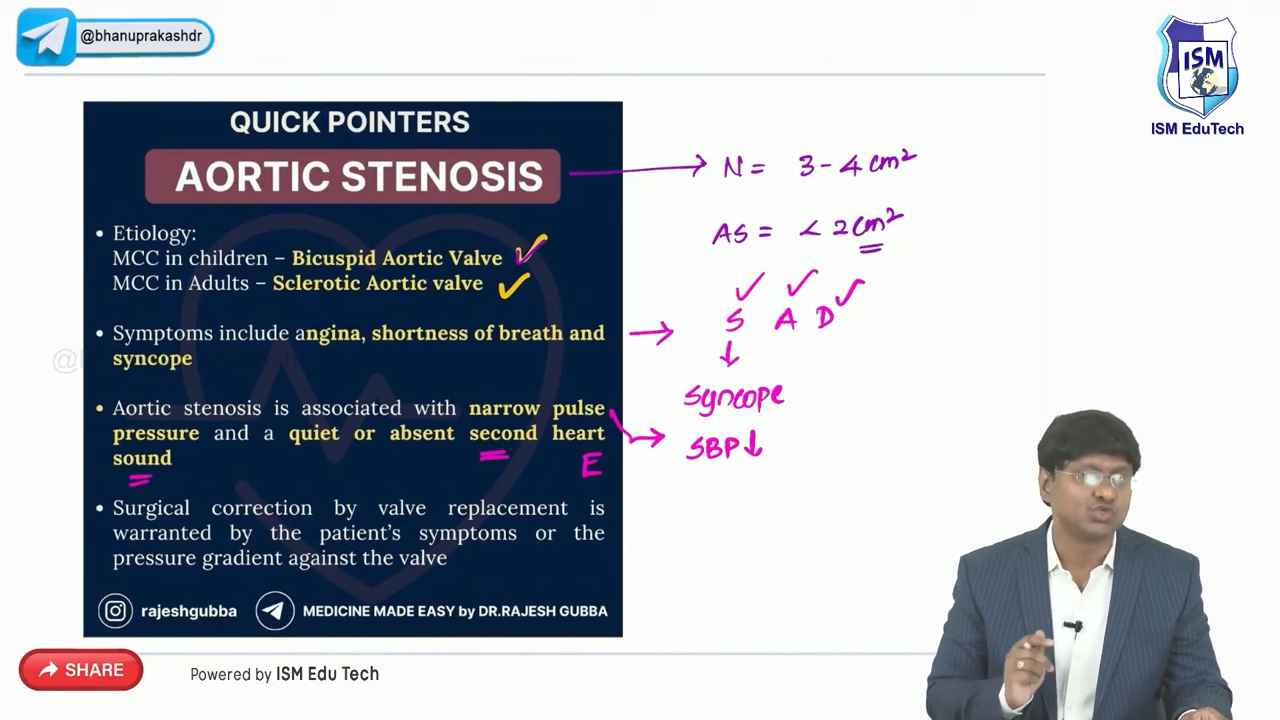 @bhanuprakashdr
ISM
ISM EduTech
QUICK POINTERS
AORTIC STENOSIS
• Etiology:
MCC in children – Bicuspid Aortic Valve
MCC in Adults – Sclerotic Aortic valve
• Symptoms include angina, shortness of breath and
syncope
• Aortic stenosis is associated with narrow pulse
pressure and a quiet or absent second heart
sound
E
• Surgical correction by valve replacement is
warranted by the patient's symptoms or the
pressure gradient against the valve
rajeshgubba
MEDICINE MADE EASY by DR.RAJESH GUBBA
N = 3 - 4 cm²
AS = < 2 cm²
S A D
↓
Syncope
SBP↓
SHARE
Powered by ISM Edu Tech